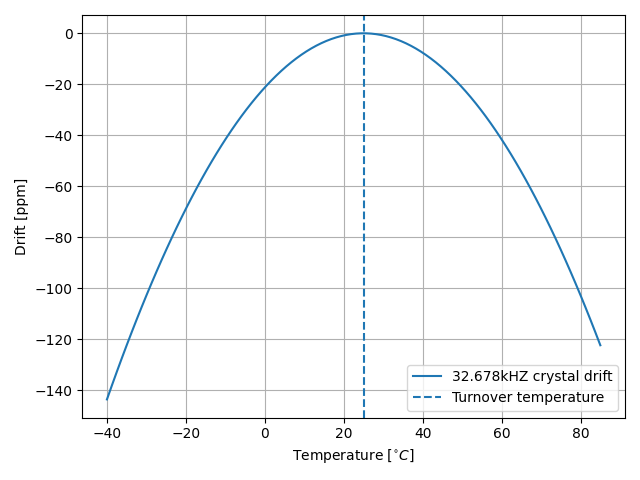 0
−20
−40
−60
−80
−100
−120
−140
Drift [ppm]
−40 −20 0 20 40 60 80
Temperature [°C]
32.678kHZ crystal drift
Turnover temperature